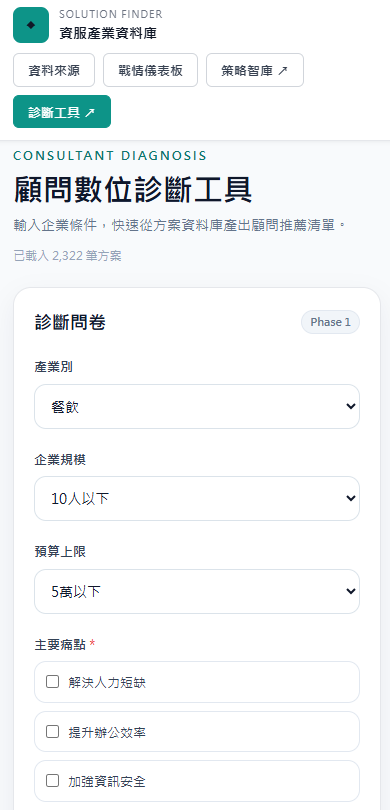 SOLUTION FINDER
資服產業資料庫
資料來源
戰情儀表板
策略智庫 ↗
診斷工具 ↗
CONSULTANT DIAGNOSIS
顧問數位診斷工具
輸入企業條件，快速從方案資料庫產出顧問推薦清單。
已載入 2,322 筆方案
診斷問卷
Phase 1
產業別
餐飲
企業規模
10人以下
預算上限
5萬以下
主要痛點 *
解決人力短缺
提升辦公效率
加強資訊安全